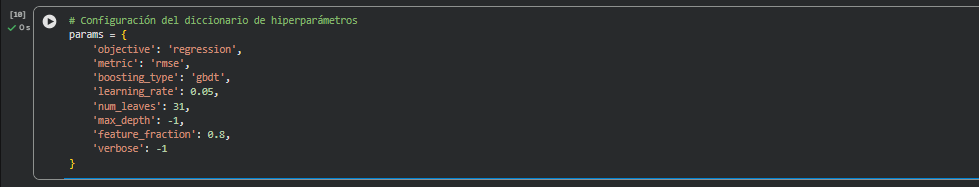 [10]
0 s
# Configuración del diccionario de hiperparámetros
params = {
    'objective': 'regression',
    'metric': 'rmse',
    'boosting_type': 'gbdt',
    'learning_rate': 0.05,
    'num_leaves': 31,
    'max_depth': -1,
    'feature_fraction': 0.8,
    'verbose': -1
}